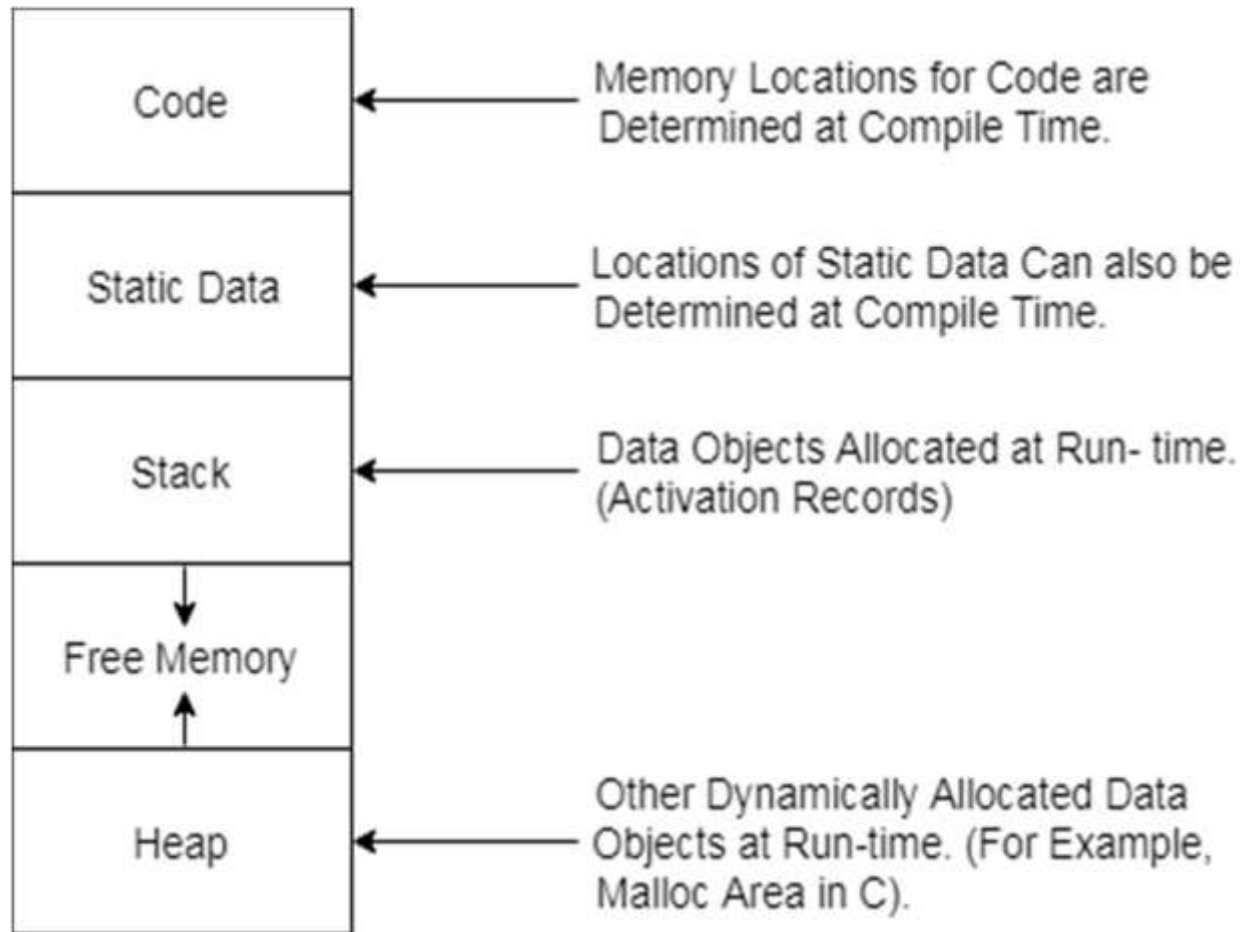 Code
Memory Locations for Code are
Determined at Compile Time.
Static Data
Locations of Static Data Can also be
Determined at Compile Time.
Stack
Data Objects Allocated at Run- time.
(Activation Records)
Free Memory
Heap
Other Dynamically Allocated Data
Objects at Run-time. (For Example,
Malloc Area in C).